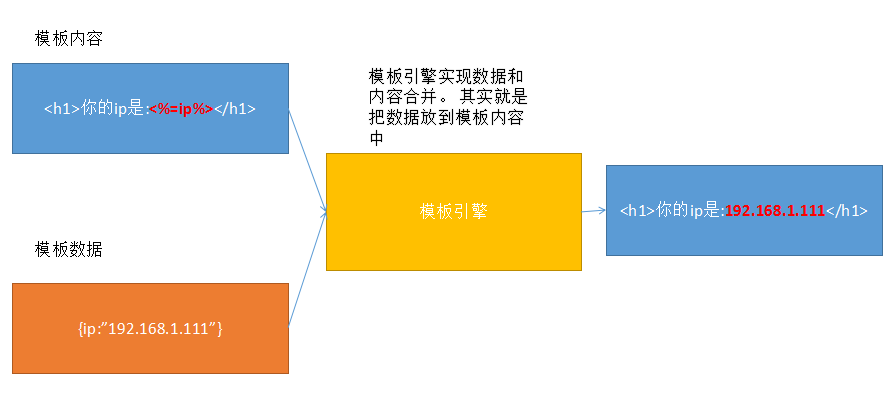 模板内容
<h1>你的ip是:<%=ip%></h1>
模板引擎实现数据和
内容合并。 其实就是
把数据放到模板内容
中
模板引擎
<h1>你的ip是:192.168.1.111</h1>
模板数据
{ip:”192.168.1.111”}